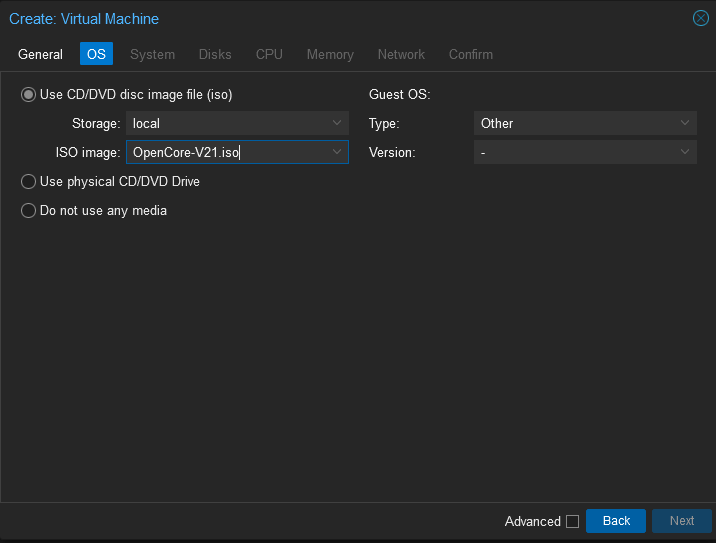 Create: Virtual Machine
General OS System Disks CPU Memory Network Confirm
Use CD/DVD disc image file (iso) Guest OS:
Storage: local Type: Other
ISO image: OpenCore-V21.iso Version: -
Use physical CD/DVD Drive
Do not use any media
Advanced Back Next